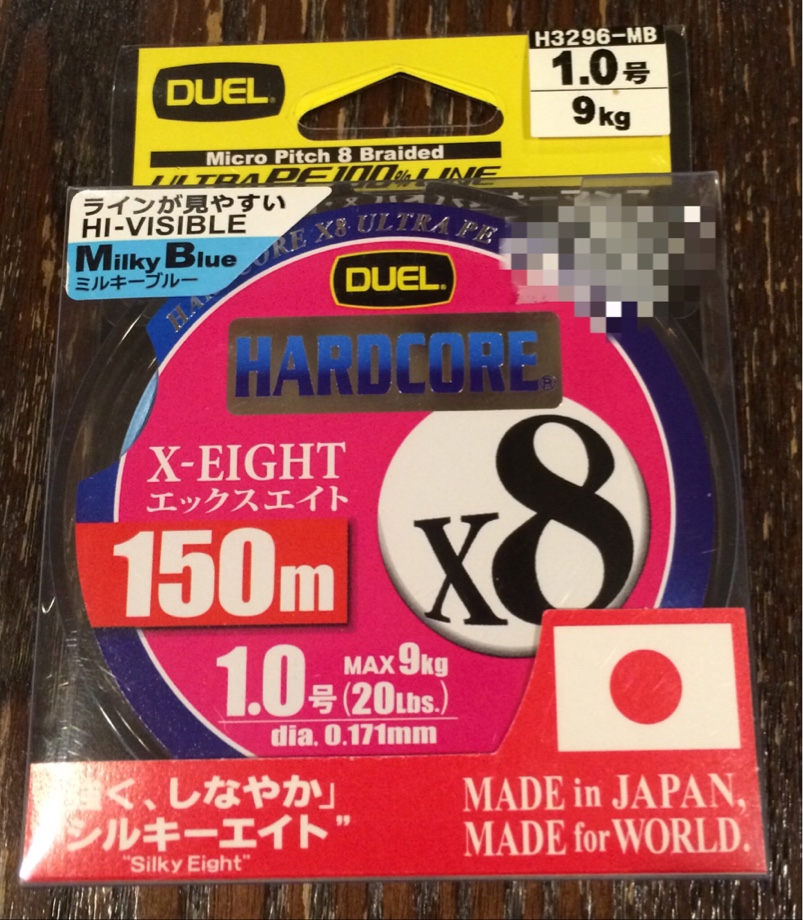 H3296-MB
DUEL
1.0号
9kg
Micro Pitch 8 Braided
ULTRA PE 100% LINE
ラインが見やすい
HI-VISIBLE
Milky Blue
ミルキーブルー
HARDCORE X8 ULTRA PE
DUEL
HARDCORE
X-EIGHT
エックスエイト
x8
150m
1.0号 MAX 9kg
(20Lbs.)
dia. 0.171mm
く、しなやか」
シルキーエイト”
"Silky Eight"
MADE in JAPAN,
MADE for WORLD.